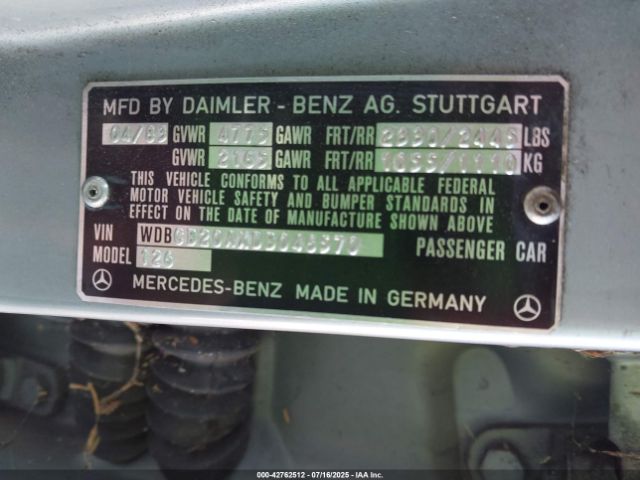 MFD BY DAIMLER - BENZ AG. STUTTGART
04/83 GVWR 4775 GAWR FRT/RR 2330/2445 LBS
GVWR 2165 GAWR FRT/RR 1055/1110 KG
THIS VEHICLE CONFORMS TO ALL APPLICABLE FEDERAL
MOTOR VEHICLE SAFETY AND BUMPER STANDARDS IN
EFFECT ON THE DATE OF MANUFACTURE SHOWN ABOVE
VIN PASSENGER CAR
MODEL 126
MERCEDES-BENZ MADE IN GERMANY
000-42762512 - 07/16/2025 - IAA Inc.